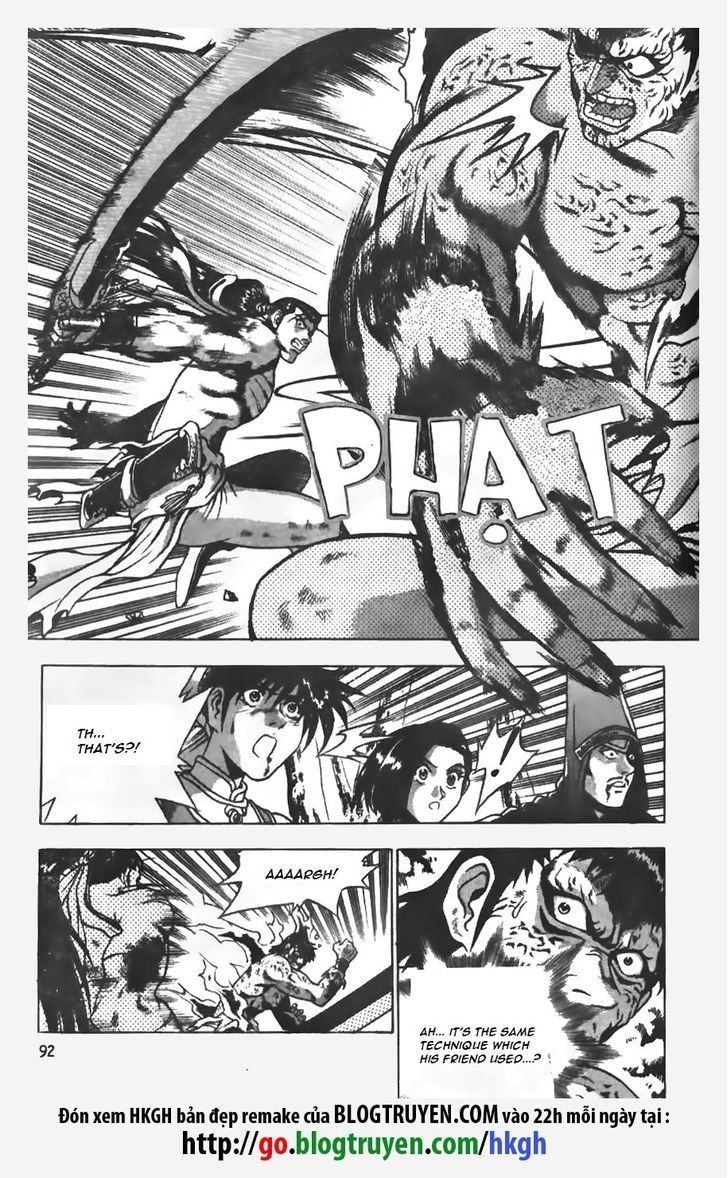 PHẠT
TH...
THAT'S?!
!
AAAARGH!
AH... IT'S THE SAME
TECHNIQUE WHICH
HIS FRIEND USED...?
92
Đón xem HKGH bản đẹp remake của BLOGTRUYEN.COM vào 22h mỗi ngày tại :
http://go.blogtruyen.com/hkgh